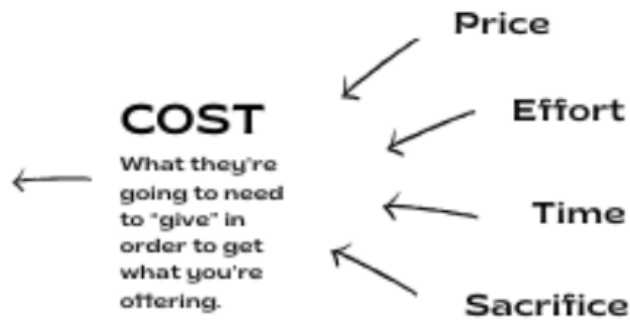 Price
COST
Effort
What they're
going to need
to "give" in
order to get
what you're
offering.
Time
Sacrifice